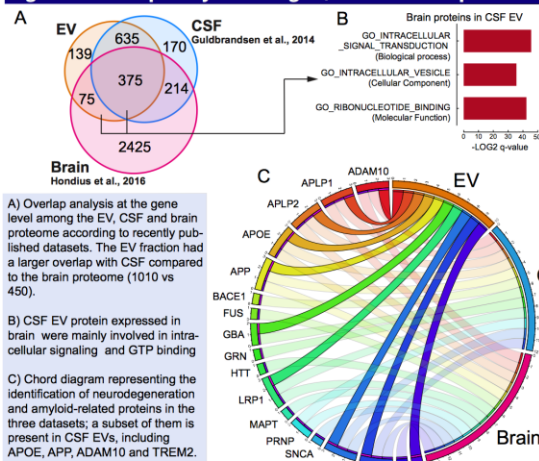 A
EV
CSF
Guldbrandsen et al., 2014
139
635
170
375
75
214
2425
Brain
Hondius et al., 2016
B
Brain proteins in CSF EV
GO_INTRACELLULAR
_SIGNAL_TRANSDUCTION
(Biological process)
GO_INTRACELLULAR_VESICLE
(Cellular Component)
GO_RIBONUCLEOTIDE_BINDING
(Molecular Function)
0 10 20 30 40 50
-LOG2 q-value
A) Overlap analysis at the gene
level among the EV, CSF and brain
proteome according to recently pub-
lished datasets. The EV fraction had
a larger overlap with CSF compared
to the brain proteome (1010 vs
450).
B) CSF EV protein expressed in
brain were mainly involved in intra-
cellular signaling and GTP binding
C) Chord diagram representing the
identification of neurodegeneration
and amyloid-related proteins in the
three datasets; a subset of them is
present in CSF EVs, including
APOE, APP, ADAM10 and TREM2.
C
ADAM10
APLP1
APLP2
APOE
APP
BACE1
FUS
GBA
GRN
HTT
LRP1
MAPT
PRNP
SNCA
EV
Brain